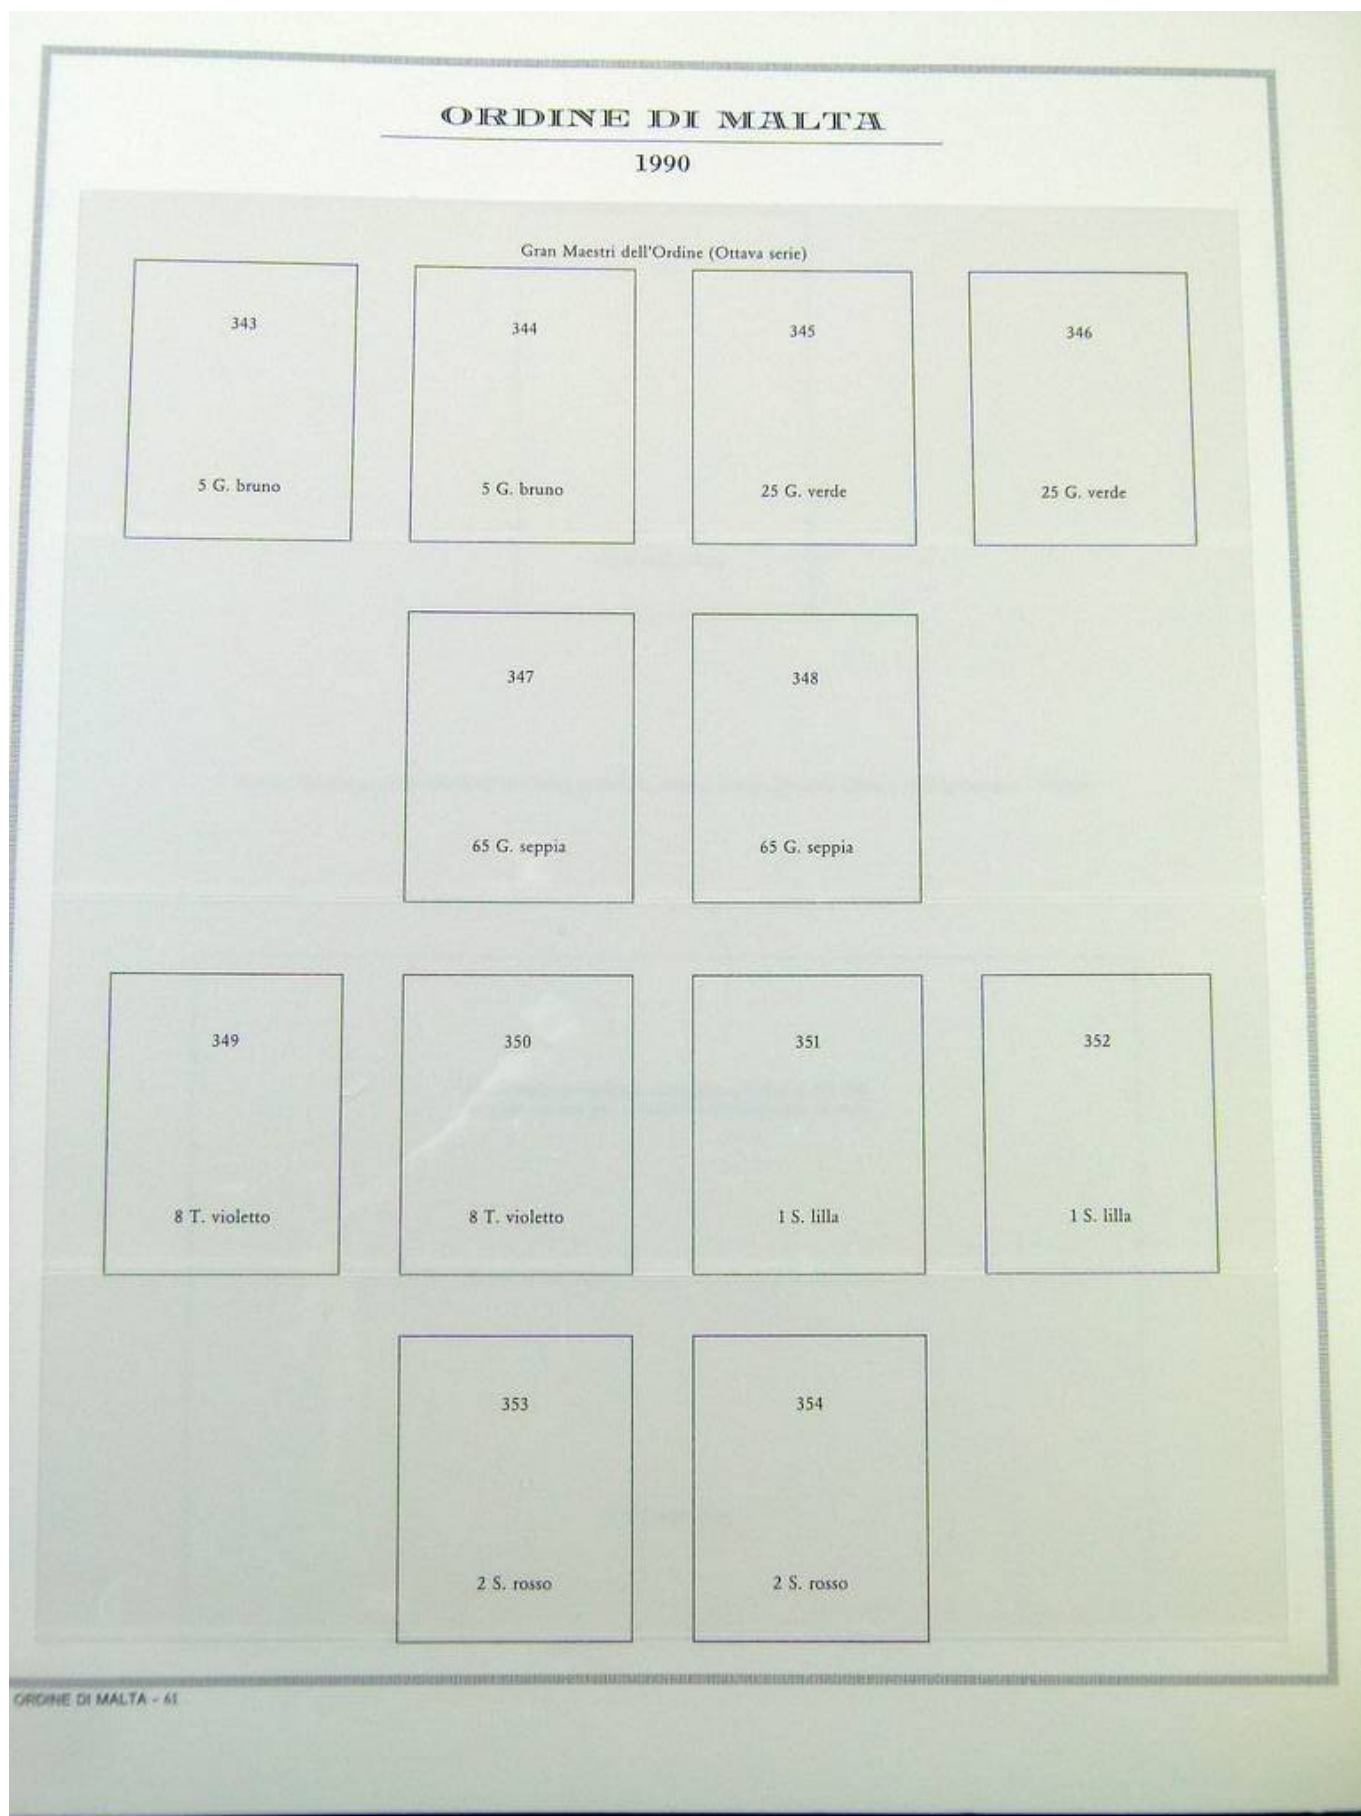 ORDINE DI MALTA
1990
Gran Maestri dell'Ordine (Ottava serie)
343 344 345 346
5 G. bruno 5 G. bruno 25 G. verde 25 G. verde
347 348
65 G. seppia 65 G. seppia
349 350 351 352
8 T. violetto 8 T. violetto 1 S. lilla 1 S. lilla
353 354
2 S. rosso 2 S. rosso
ORDINE DI MALTA - 61